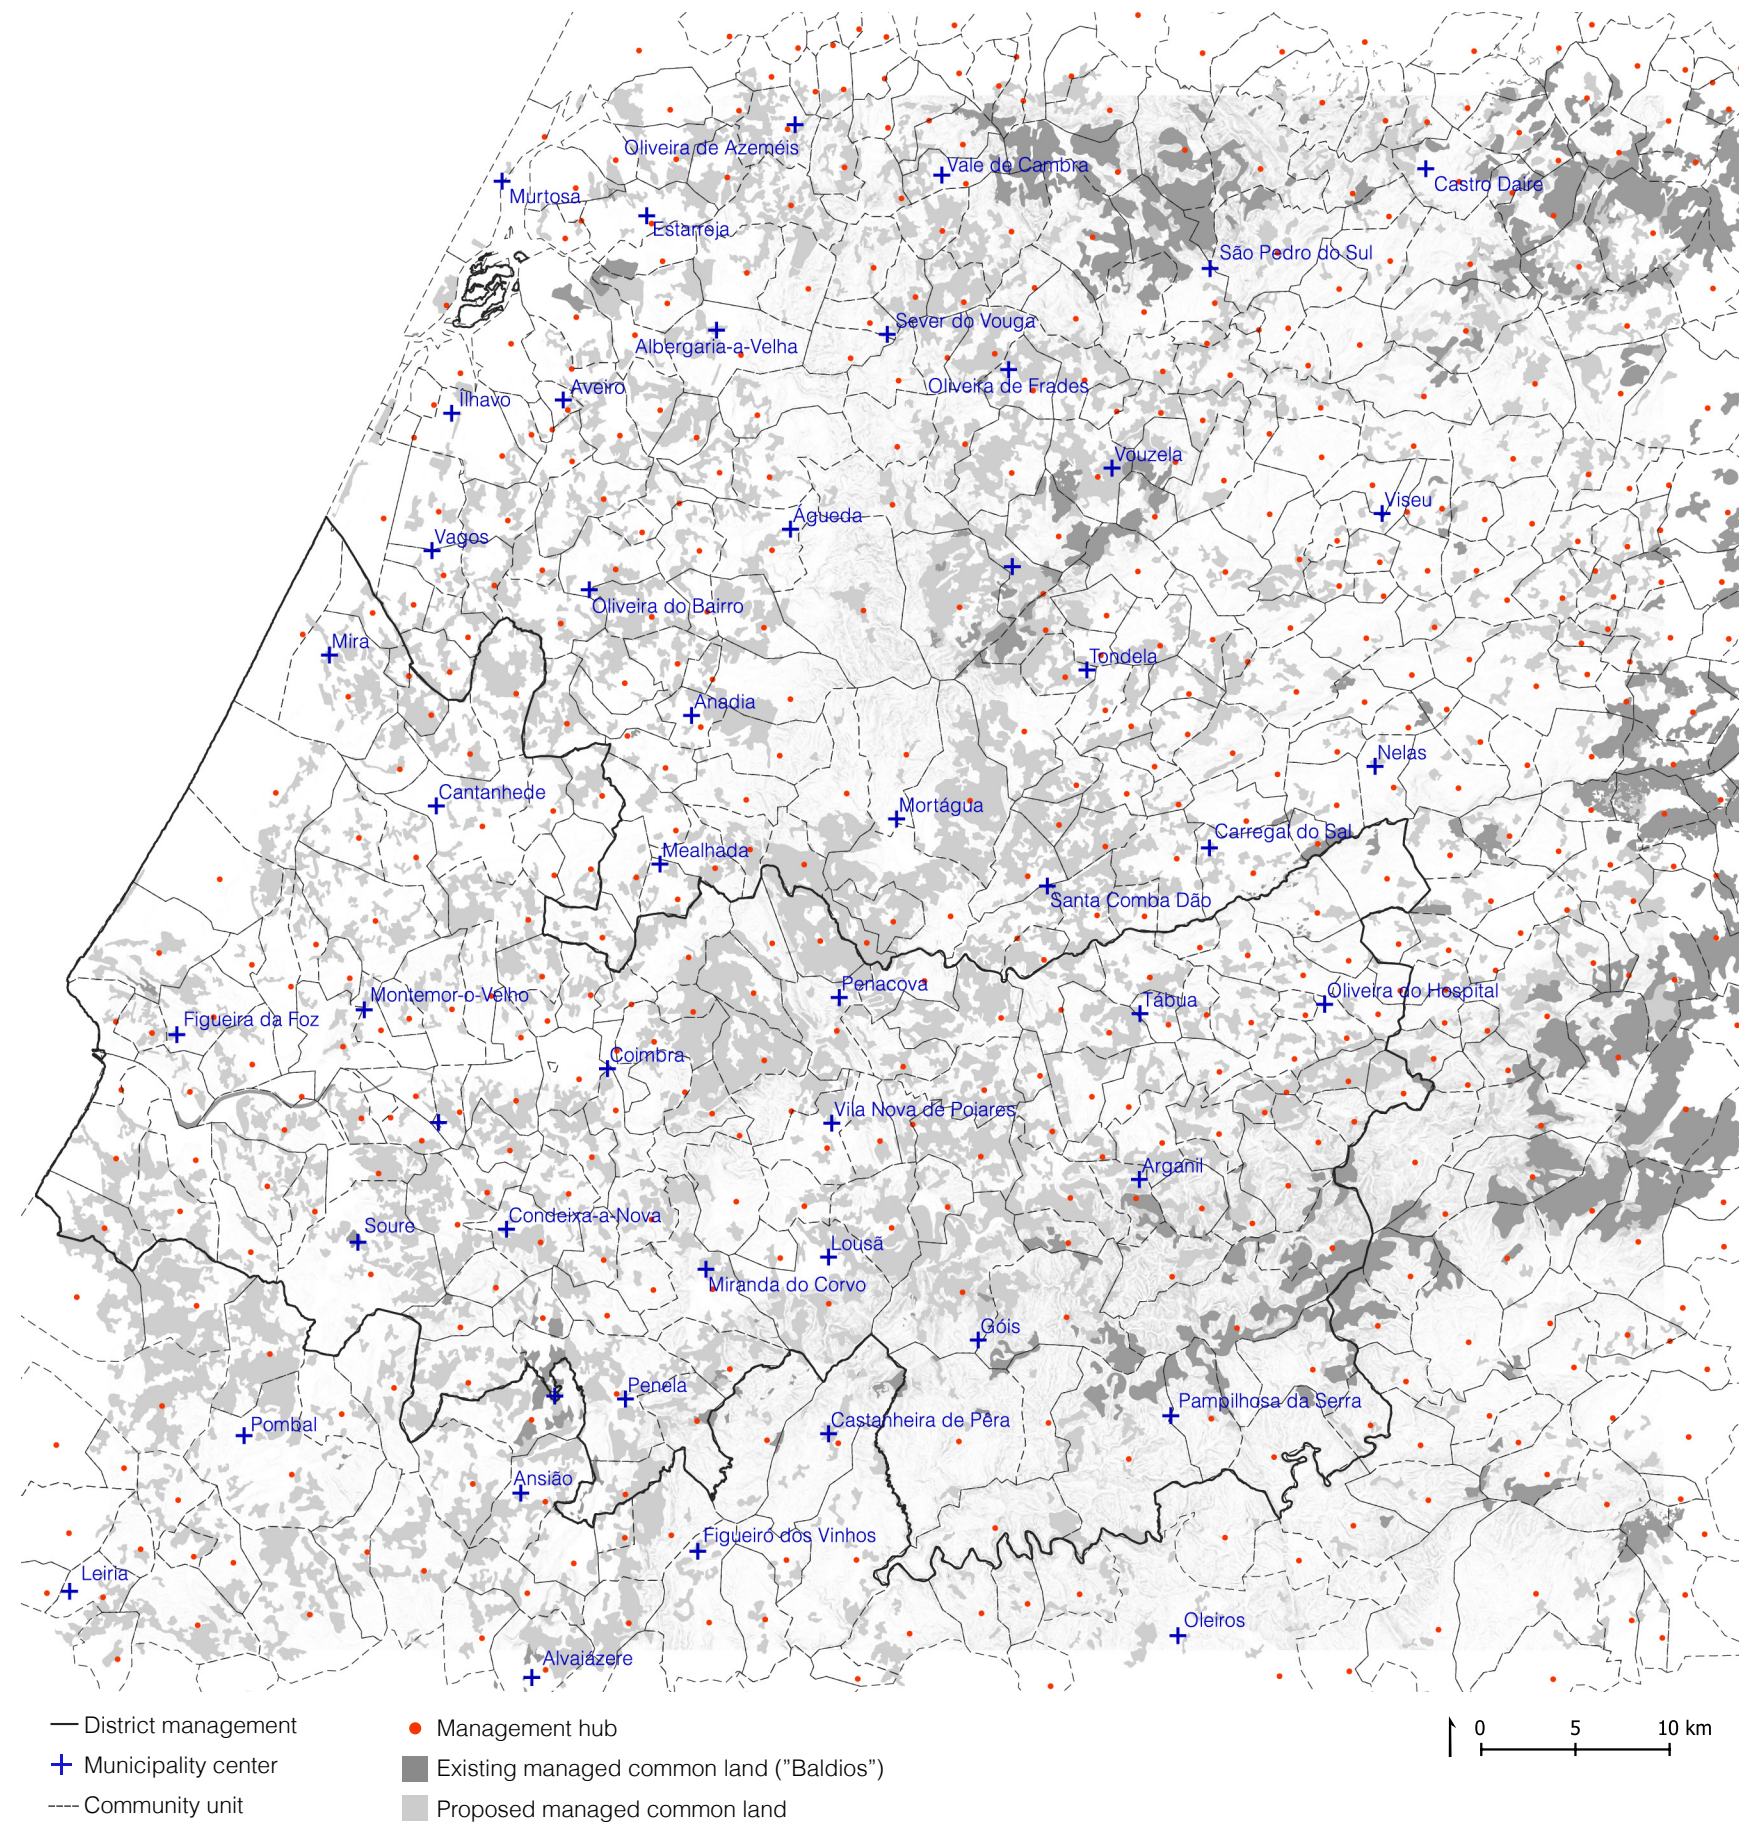 Oliveira de Azeméis
Vale de Cambra
Castro Daire
Murtosa
Estarreja
São Pedro do Sul
Sever do Vouga
Albergaria-a-Velha
Oliveira de Frades
Aveiro
Ílhavo
Vouzela
Viseu
Águeda
Vagos
Oliveira do Bairro
Mira
Tondela
Anadia
Nelas
Cantanhede
Mortágua
Carregal do Sal
Mealhada
Santa Comba Dão
Penacova
Oliveira do Hospital
Montemor-o-Velho
Tábua
Figueira da Foz
Coimbra
Vila Nova de Poiares
Arganil
Condeixa-a-Nova
Soure
Lousã
Miranda do Corvo
Góis
Penela
Pampilhosa da Serra
Castanheira de Pêra
Pombal
Ansião
Figueiró dos Vinhos
Leiria
Oleiros
Alvaiázere
District management
Municipality center
Community unit
Management hub
Existing managed common land (”Baldios”)
Proposed managed common land
0 5 10 km